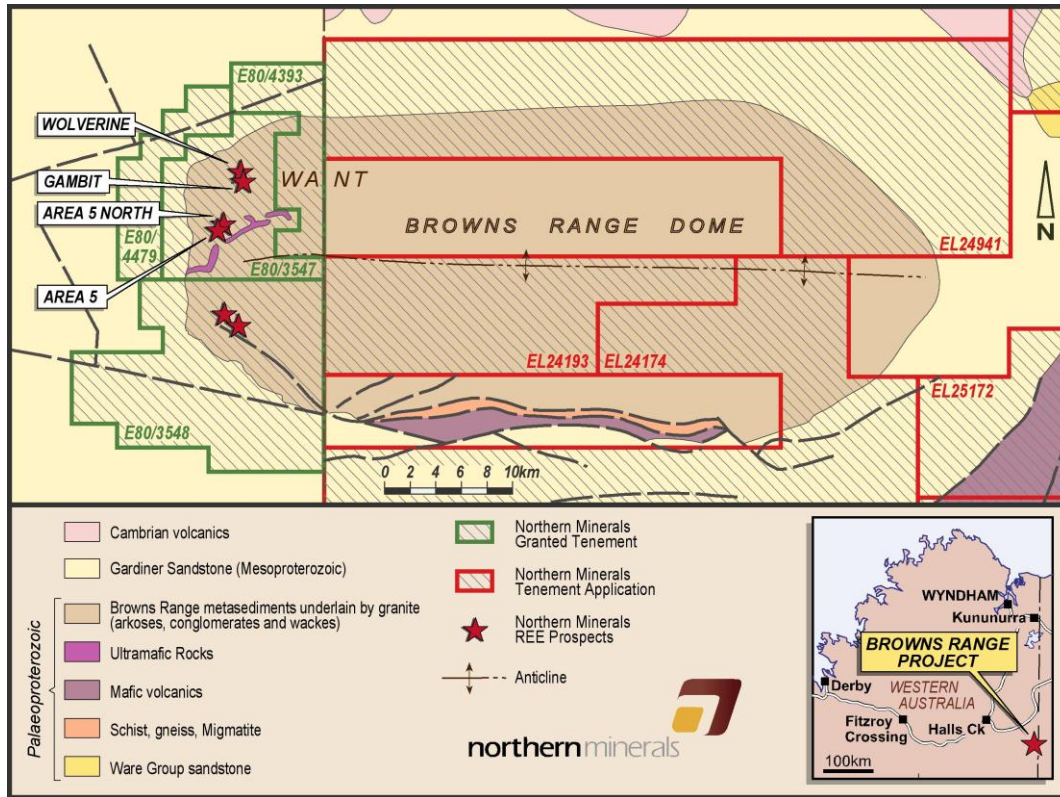 E80/4393
WOLVERINE
GAMBIT
WA NT
AREA 5 NORTH
BROWNS RANGE DOME
E80/
4479
E80/3547
EL24941
N
AREA 5
EL24193
EL24174
EL25172
E80/3548
0 2 4 6 8 10km
Cambrian volcanics
Gardiner Sandstone (Mesoproterozoic)
Palaeoproterozoic
Browns Range metasediments underlain by granite
(arkoses, conglomerates and wackes)
Ultramafic Rocks
Mafic volcanics
Schist, gneiss, Migmatite
Ware Group sandstone
Northern Minerals
Granted Tenement
Northern Minerals
Tenement Application
Northern Minerals
REE Prospects
Anticline
northernminerals
WYNDHAM
Kununurra
BROWNS RANGE
PROJECT
Derby
WESTERN
AUSTRALIA
Fitzroy
Crossing
Halls Ck
100km